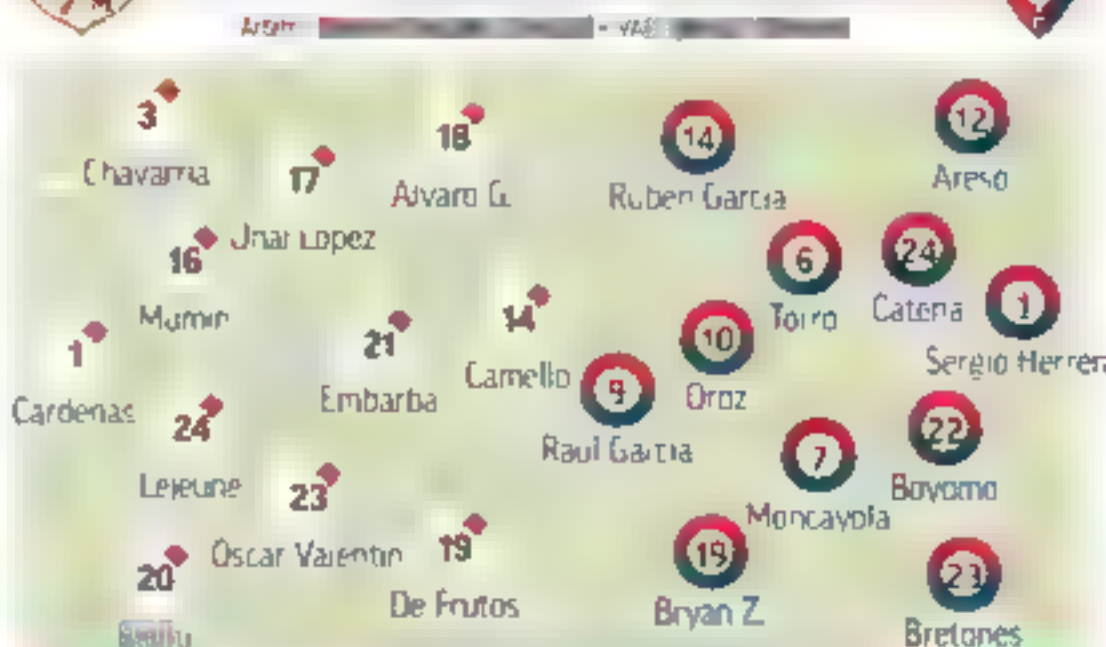 3
Chavarria
17
Unai Lopez
18
Alvaro G.
16
Mumin
1
Cardenas
21
Embarba
14
Camello
24
Lejeune
23
Oscar Valentin
19
De Frutos
20
14
Ruben Garcia
12
Areso
6
Torro
24
Catena
1
Sergio Herrera
10
Oroz
9
Raul Garcia
7
Moncayola
22
Boyomo
19
Bryan Z.
23
Bretones